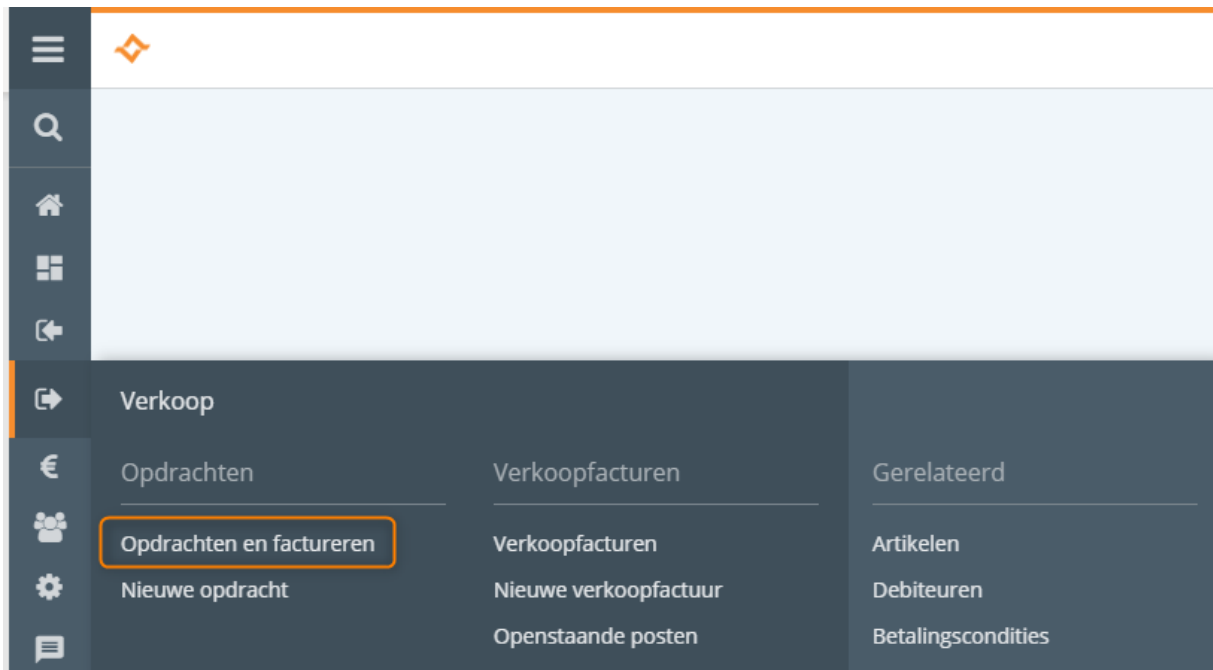 Verkoop
Opdrachten
Opdrachten en factureren
Nieuwe opdracht
Verkoopfacturen
Verkoopfacturen
Nieuwe verkoopfactuur
Openstaande posten
Gerelateerd
Artikelen
Debiteuren
Betalingscondities